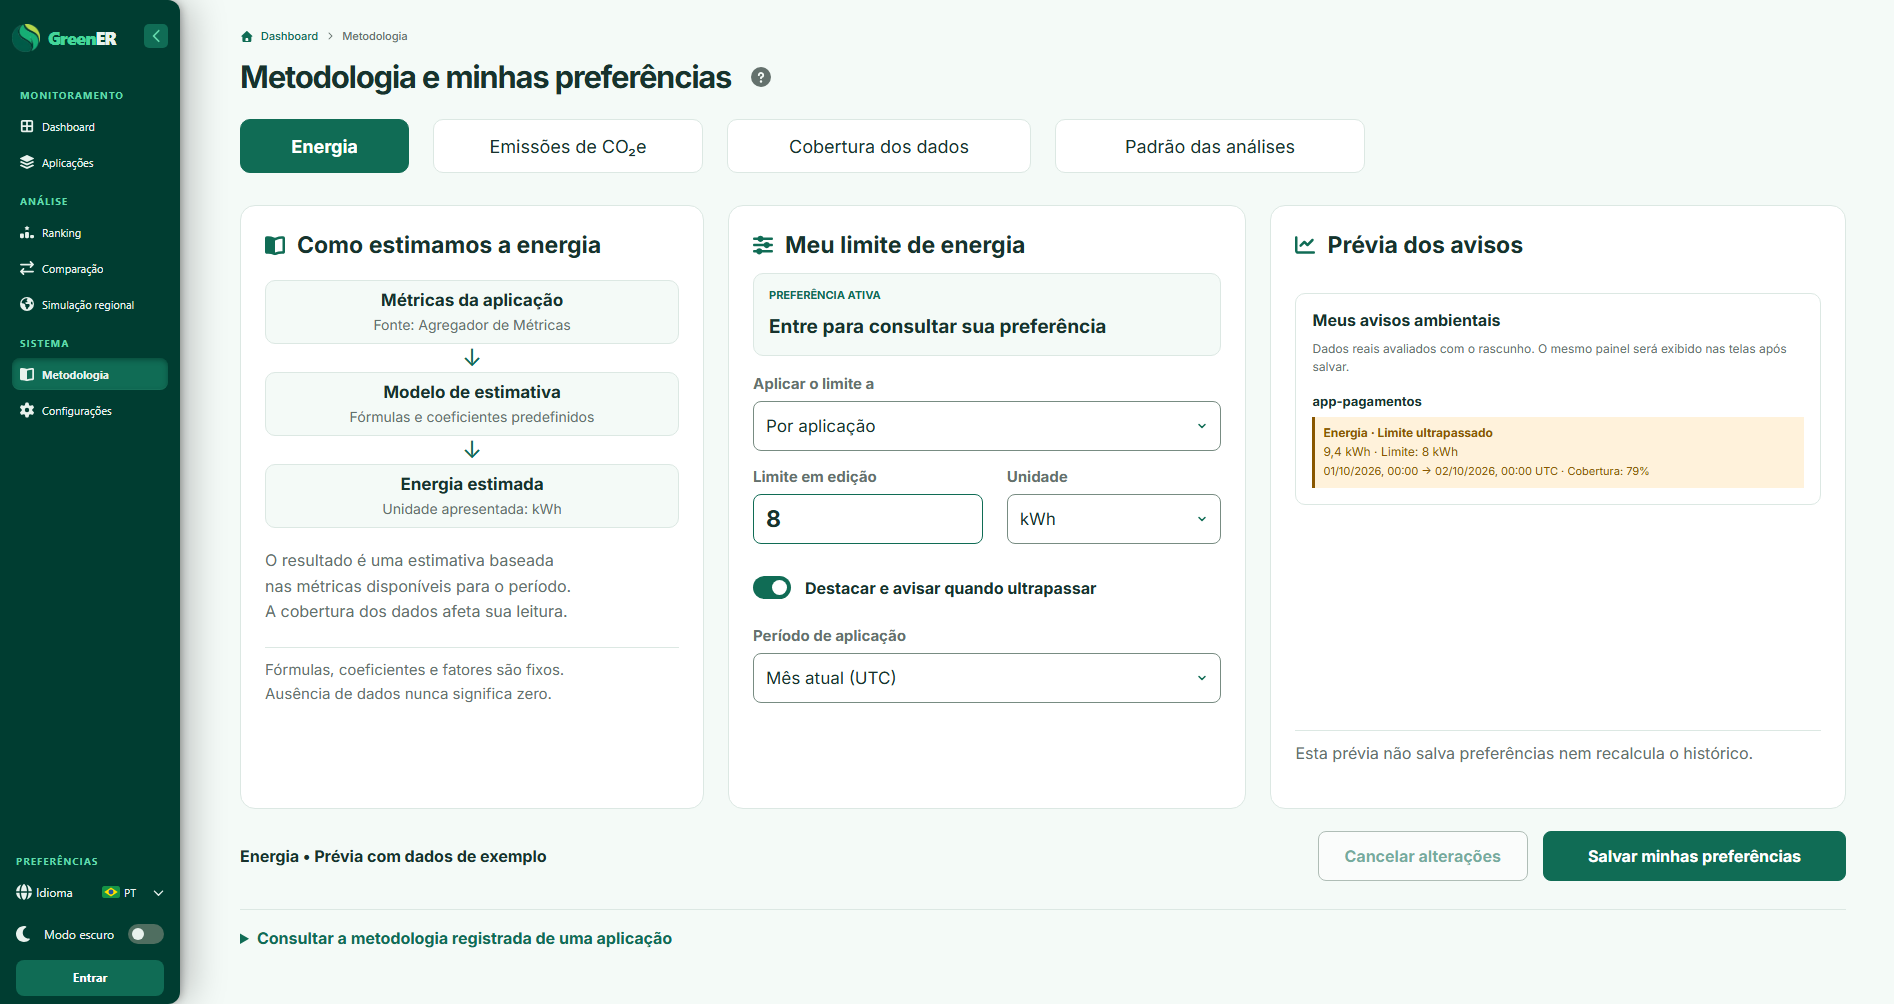 GreenER
MONITORAMENTO
Dashboard
Aplicações
ANÁLISE
Ranking
Comparação
Simulação regional
SISTEMA
Metodologia
Configurações
PREFERÊNCIAS
Idioma
PT
Modo escuro
Entrar
Dashboard > Metodologia
Metodologia e minhas preferências ?
Energia
Emissões de CO₂e
Cobertura dos dados
Padrão das análises
Como estimamos a energia
Métricas da aplicação
Fonte: Agregador de Métricas
Modelo de estimativa
Fórmulas e coeficientes predefinidos
Energia estimada
Unidade apresentada: kWh
O resultado é uma estimativa baseada
nas métricas disponíveis para o período.
A cobertura dos dados afeta sua leitura.
Fórmulas, coeficientes e fatores são fixos.
Ausência de dados nunca significa zero.
Meu limite de energia
PREFERÊNCIA ATIVA
Entre para consultar sua preferência
Aplicar o limite a
Por aplicação
Limite em edição
8
Unidade
kWh
Destacar e avisar quando ultrapassar
Período de aplicação
Mês atual (UTC)
Prévia dos avisos
Meus avisos ambientais
Dados reais avaliados com o rascunho. O mesmo painel será exibido nas telas após
salvar.
app-pagamentos
Energia · Limite ultrapassado
9,4 kWh · Limite: 8 kWh
01/10/2026, 00:00 → 02/10/2026, 00:00 UTC · Cobertura: 79%
Esta prévia não salva preferências nem recalcula o histórico.
Energia • Prévia com dados de exemplo
Cancelar alterações
Salvar minhas preferências
Consultar a metodologia registrada de uma aplicação